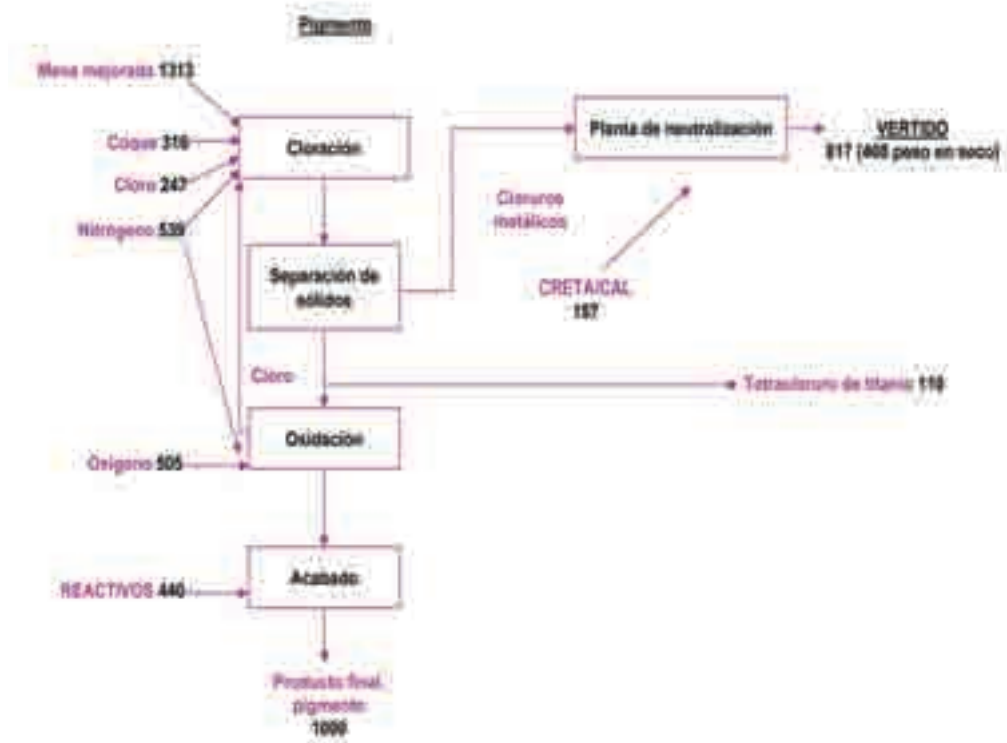 Pigmento
Mena mejorada 1313
Coque 316
Cloro 247
Nitrógeno 539
Cloración
Planta de neutralización
VERTIDO
817 (468 peso en seco)
Cloruros
metálicos
Separación de
sólidos
CRETA/CAL
157
Cloro
Tetracloruro de titanio 110
Oxidación
Oxígeno 505
Acabado
REACTIVOS 440
Producto final,
pigmento
1000